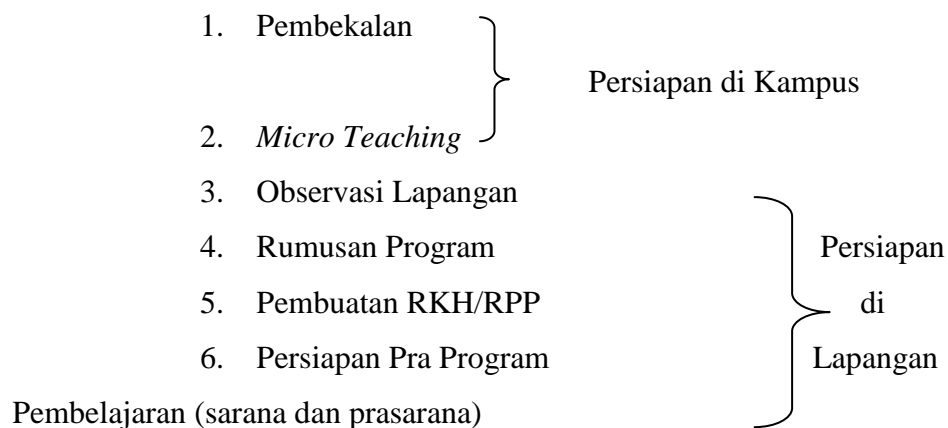 1. Pembekalan
Persiapan di Kampus
2. Micro Teaching
3. Observasi Lapangan
4. Rumusan Program Persiapan
5. Pembuatan RKH/RPP di
6. Persiapan Pra Program Lapangan
Pembelajaran (sarana dan prasarana)